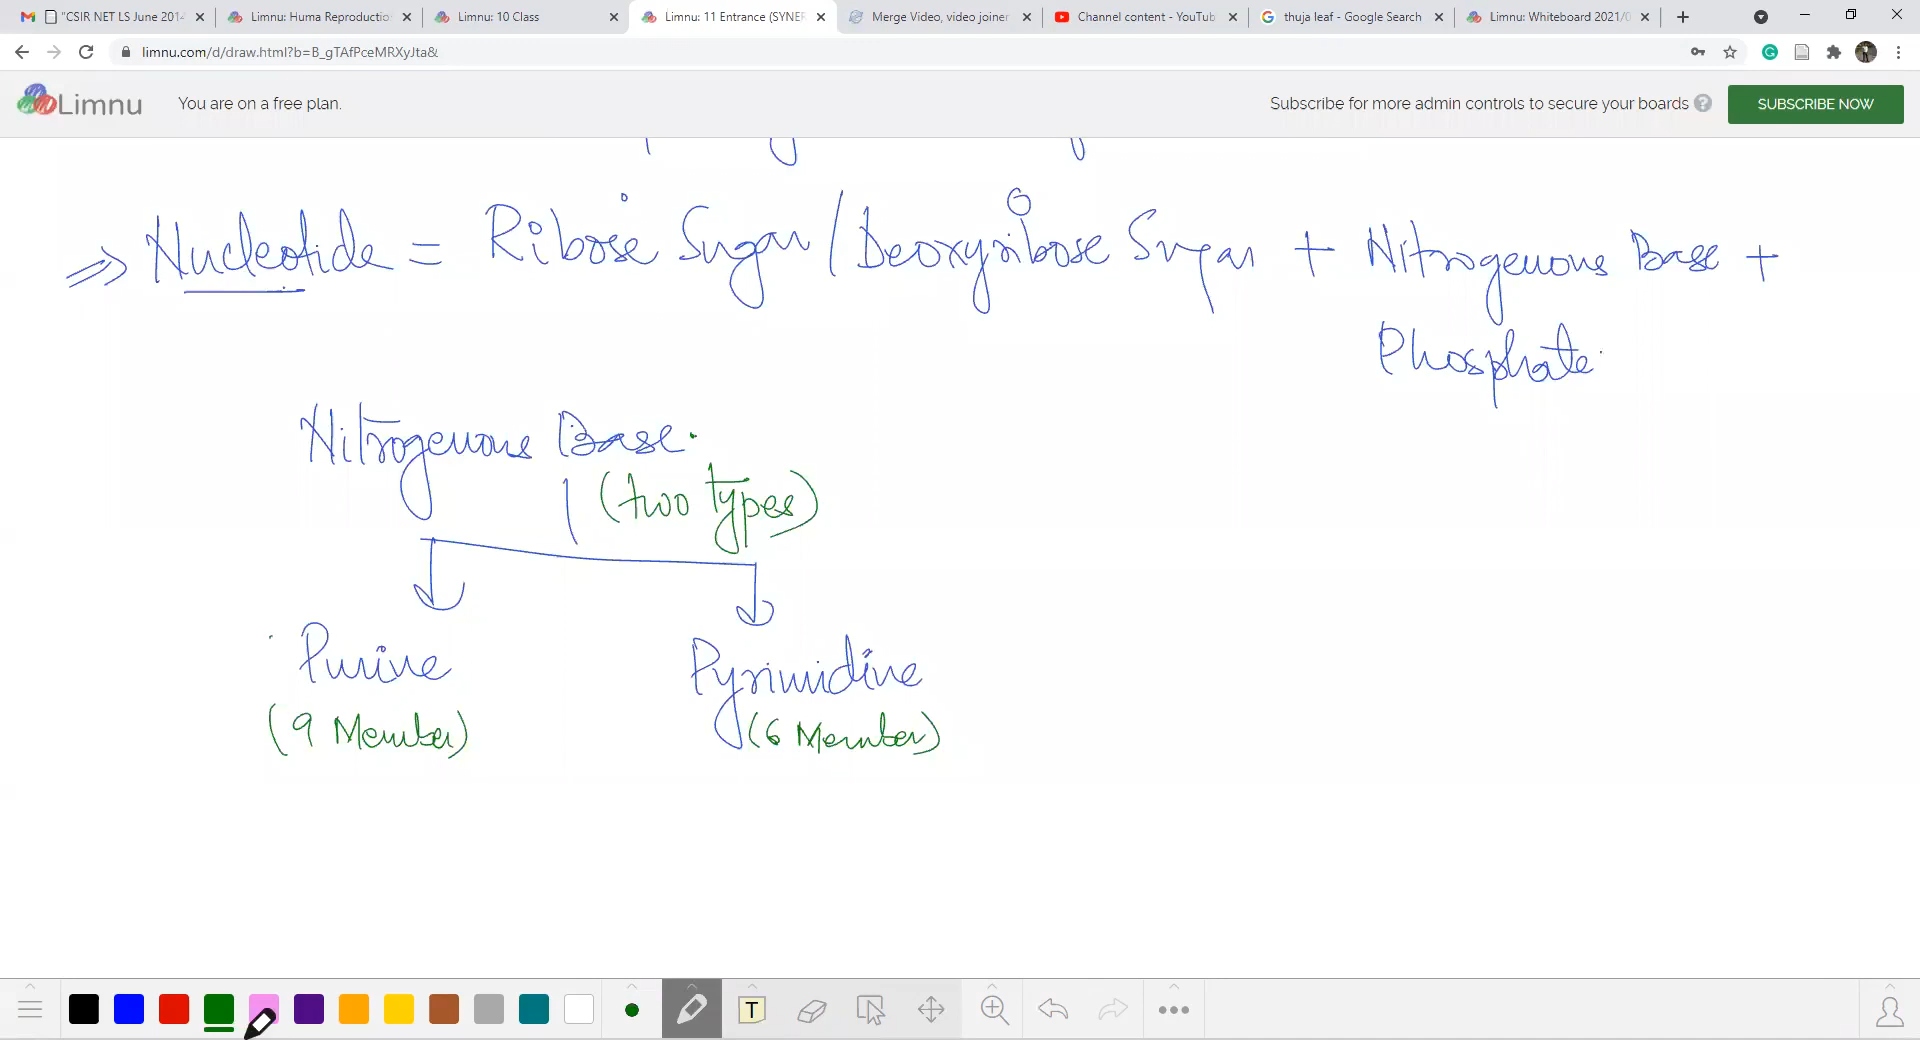 "CSIR NET LS June 2014 Limnu: Huma Reproductio Limnu: 10 Class Limnu: 11 Entrance (SYNER Merge Video, video joiner Channel content - YouTub thuja leaf - Google Search Limnu: Whiteboard 2021/0
limnu.com/d/draw.html?b=B_gTAfPceMRXyJta&
Limnu You are on a free plan. Subscribe for more admin controls to secure your boards ? SUBSCRIBE NOW
⇒ Nucleotide = Ribose Sugar / Deoxyribose Sugar + Nitrogenous Base +
Phosphate
Nitrogenous Base
(two types)
Purine Pyrimidine
(9 Member) (6 Member)
T